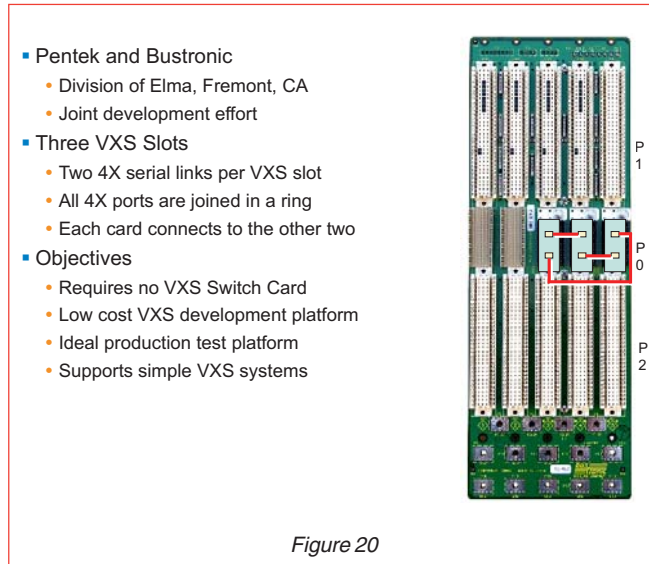 Pentek and Bustronic
Division of Elma, Fremont, CA
Joint development effort
Three VXS Slots
Two 4X serial links per VXS slot
All 4X ports are joined in a ring
Each card connects to the other two
Objectives
Requires no VXS Switch Card
Low cost VXS development platform
Ideal production test platform
Supports simple VXS systems
P
1
P
0
P
2
Figure 20